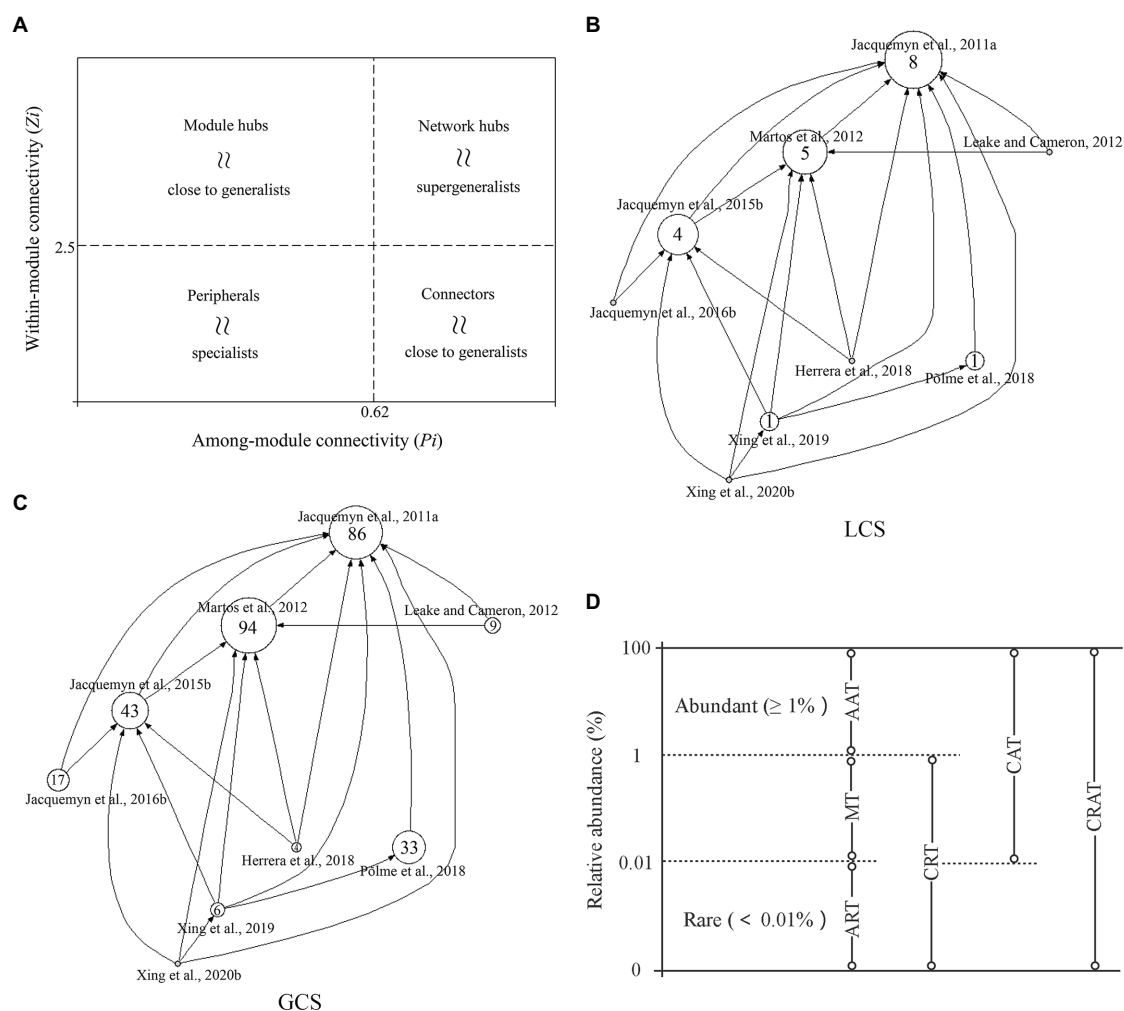 A
Within-module connectivity (Zi)
Module hubs
≈
close to generalists
Network hubs
≈
supergeneralists
2.5
Peripherals
≈
specialists
Connectors
≈
close to generalists
0.62
Among-module connectivity (Pi)
B
Jacquemyn et al., 2011a
8
Martos et al., 2012
5
Leake and Cameron, 2012
Jacquemyn et al., 2015b
4
Jacquemyn et al., 2016b
Herrera et al., 2018
1
Põlme et al., 2018
1
Xing et al., 2019
Xing et al., 2020b
LCS
C
Jacquemyn et al., 2011a
86
Martos et al., 2012
94
Leake and Cameron, 2012
9
Jacquemyn et al., 2015b
43
17
Jacquemyn et al., 2016b
4
Herrera et al., 2018
33
Põlme et al., 2018
6
Xing et al., 2019
Xing et al., 2020b
GCS
D
Relative abundance (%)
100
Abundant (≥ 1% )
1
0.01
Rare ( < 0.01%)
0
AAT
MT
ART
CRT
CAT
CRAT